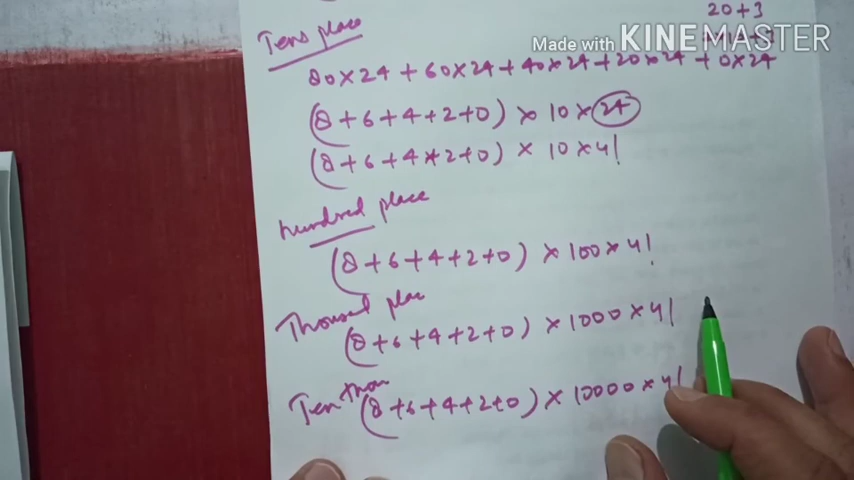 20 + 3
Made with KINEMASTER
Tens place
80×24 + 60×24 + 40×24 + 20×24 + 0×24
(8+6+4+2+0) × 10 × 24
(8+6+4+2+0) × 10 × 4!
Hundred place
(8+6+4+2+0) × 100 × 4!
Thousand plac
(8+6+4+2+0) × 1000 × 4!
Ten than
(8+6+4+2+0) × 10000 × 4!